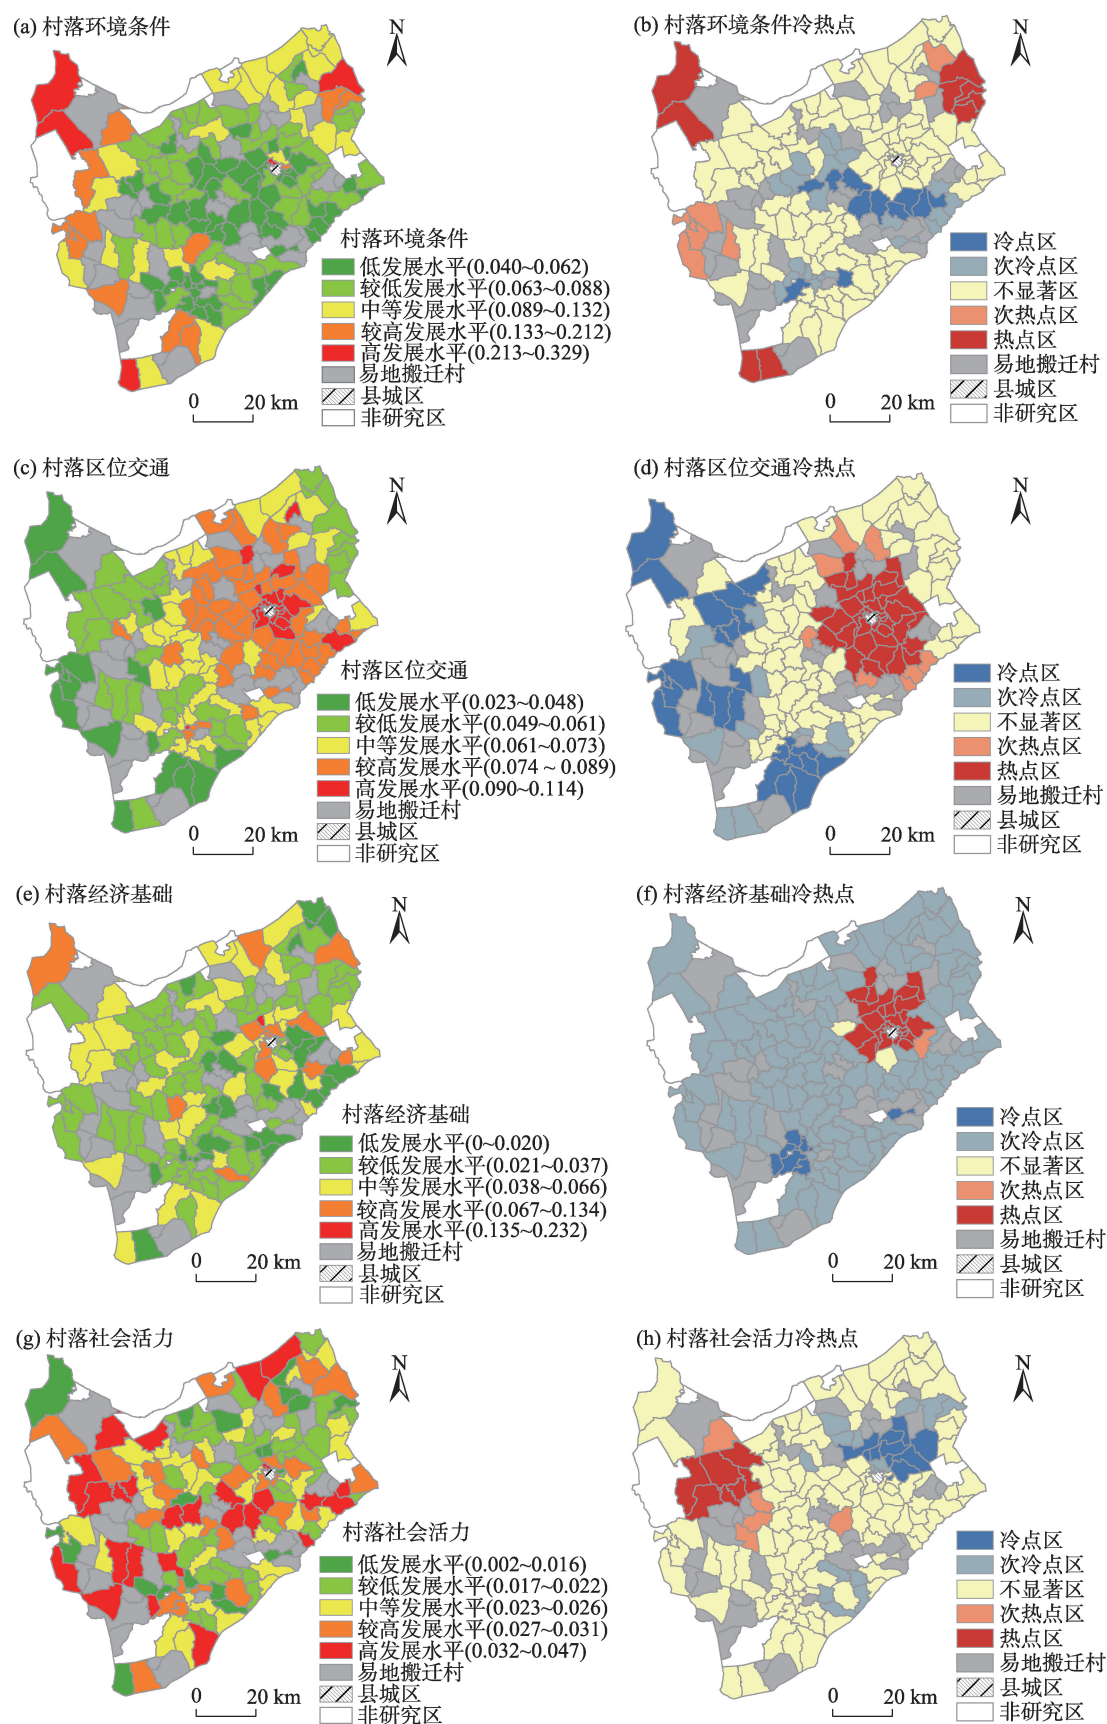 (a) 村落环境条件
N
村落环境条件
低发展水平(0.040~0.062)
较低发展水平(0.063~0.088)
中等发展水平(0.089~0.132)
较高发展水平(0.133~0.212)
高发展水平(0.213~0.329)
易地搬迁村
县城区
非研究区
0 20 km
(b) 村落环境条件冷热点
N
冷点区
次冷点区
不显著区
次热点区
热点区
易地搬迁村
县城区
非研究区
0 20 km
(c) 村落区位交通
N
村落区位交通
低发展水平(0.023~0.048)
较低发展水平(0.049~0.061)
中等发展水平(0.061~0.073)
较高发展水平(0.074 ~ 0.089)
高发展水平(0.090~0.114)
易地搬迁村
县城区
非研究区
0 20 km
(d) 村落区位交通冷热点
N
冷点区
次冷点区
不显著区
次热点区
热点区
易地搬迁村
县城区
非研究区
0 20 km
(e) 村落经济基础
N
村落经济基础
低发展水平(0~0.020)
较低发展水平(0.021~0.037)
中等发展水平(0.038~0.066)
较高发展水平(0.067~0.134)
高发展水平(0.135~0.232)
易地搬迁村
县城区
非研究区
0 20 km
(f) 村落经济基础冷热点
N
冷点区
次冷点区
不显著区
次热点区
热点区
易地搬迁村
县城区
非研究区
0 20 km
(g) 村落社会活力
N
村落社会活力
低发展水平(0.002~0.016)
较低发展水平(0.017~0.022)
中等发展水平(0.023~0.026)
较高发展水平(0.027~0.031)
高发展水平(0.032~0.047)
易地搬迁村
县城区
非研究区
0 20 km
(h) 村落社会活力冷热点
N
冷点区
次冷点区
不显著区
次热点区
热点区
易地搬迁村
县城区
非研究区
0 20 km